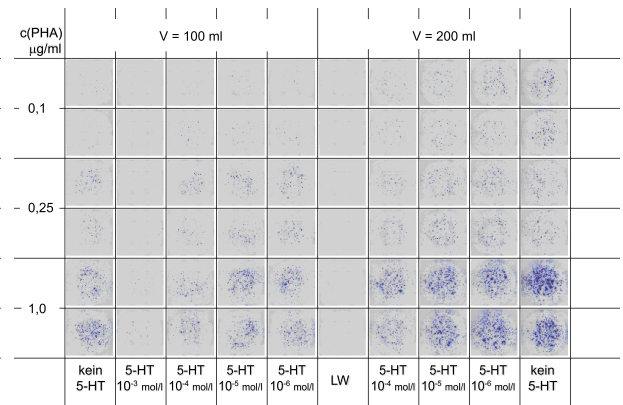 c(PHA)
µg/ml
V = 100 ml
V = 200 ml
0,1
0,25
1,0
kein
5-HT
5-HT
10⁻³ mol/l
5-HT
10⁻⁴ mol/l
5-HT
10⁻⁵ mol/l
5-HT
10⁻⁶ mol/l
LW
5-HT
10⁻⁴ mol/l
5-HT
10⁻⁵ mol/l
5-HT
10⁻⁶ mol/l
kein
5-HT